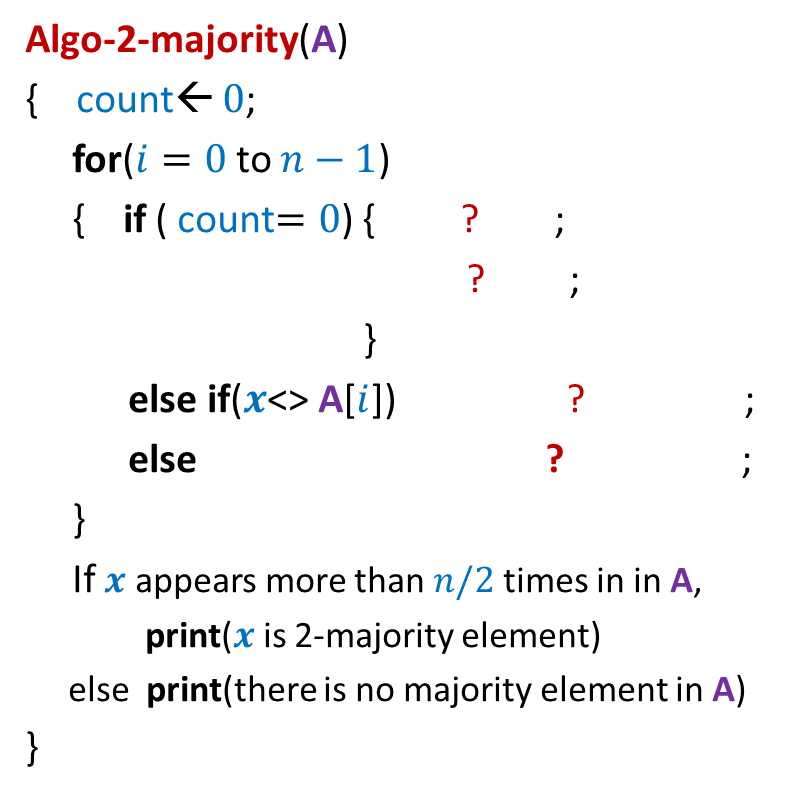 Algo-2-majority(A)
{ count← 0;
for(i = 0 to n − 1)
{ if ( count= 0) { ? ;
? ;
}
else if(x<> A[i]) ? ;
else ? ;
}
If x appears more than n/2 times in in A,
print(x is 2-majority element)
else print(there is no majority element in A)
}